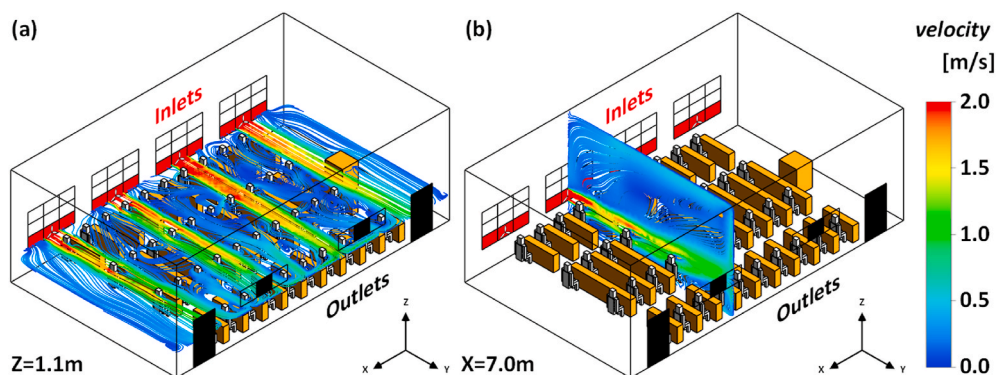 (a)
Inlets
Outlets
Z=1.1m
Z
X
Y
(b)
Inlets
Outlets
X=7.0m
Z
X
Y
velocity
[m/s]
2.0
1.5
1.0
0.5
0.0